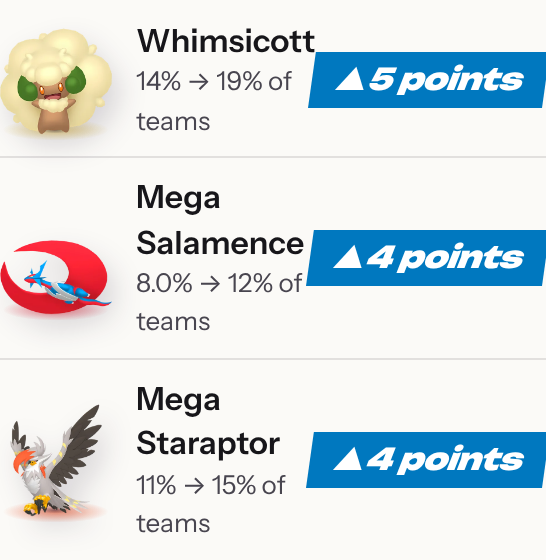 Whimsicott
14% → 19% of
teams
▲5 points
Mega
Salamence
8.0% → 12% of
teams
▲4 points
Mega
Staraptor
11% → 15% of
teams
▲4 points